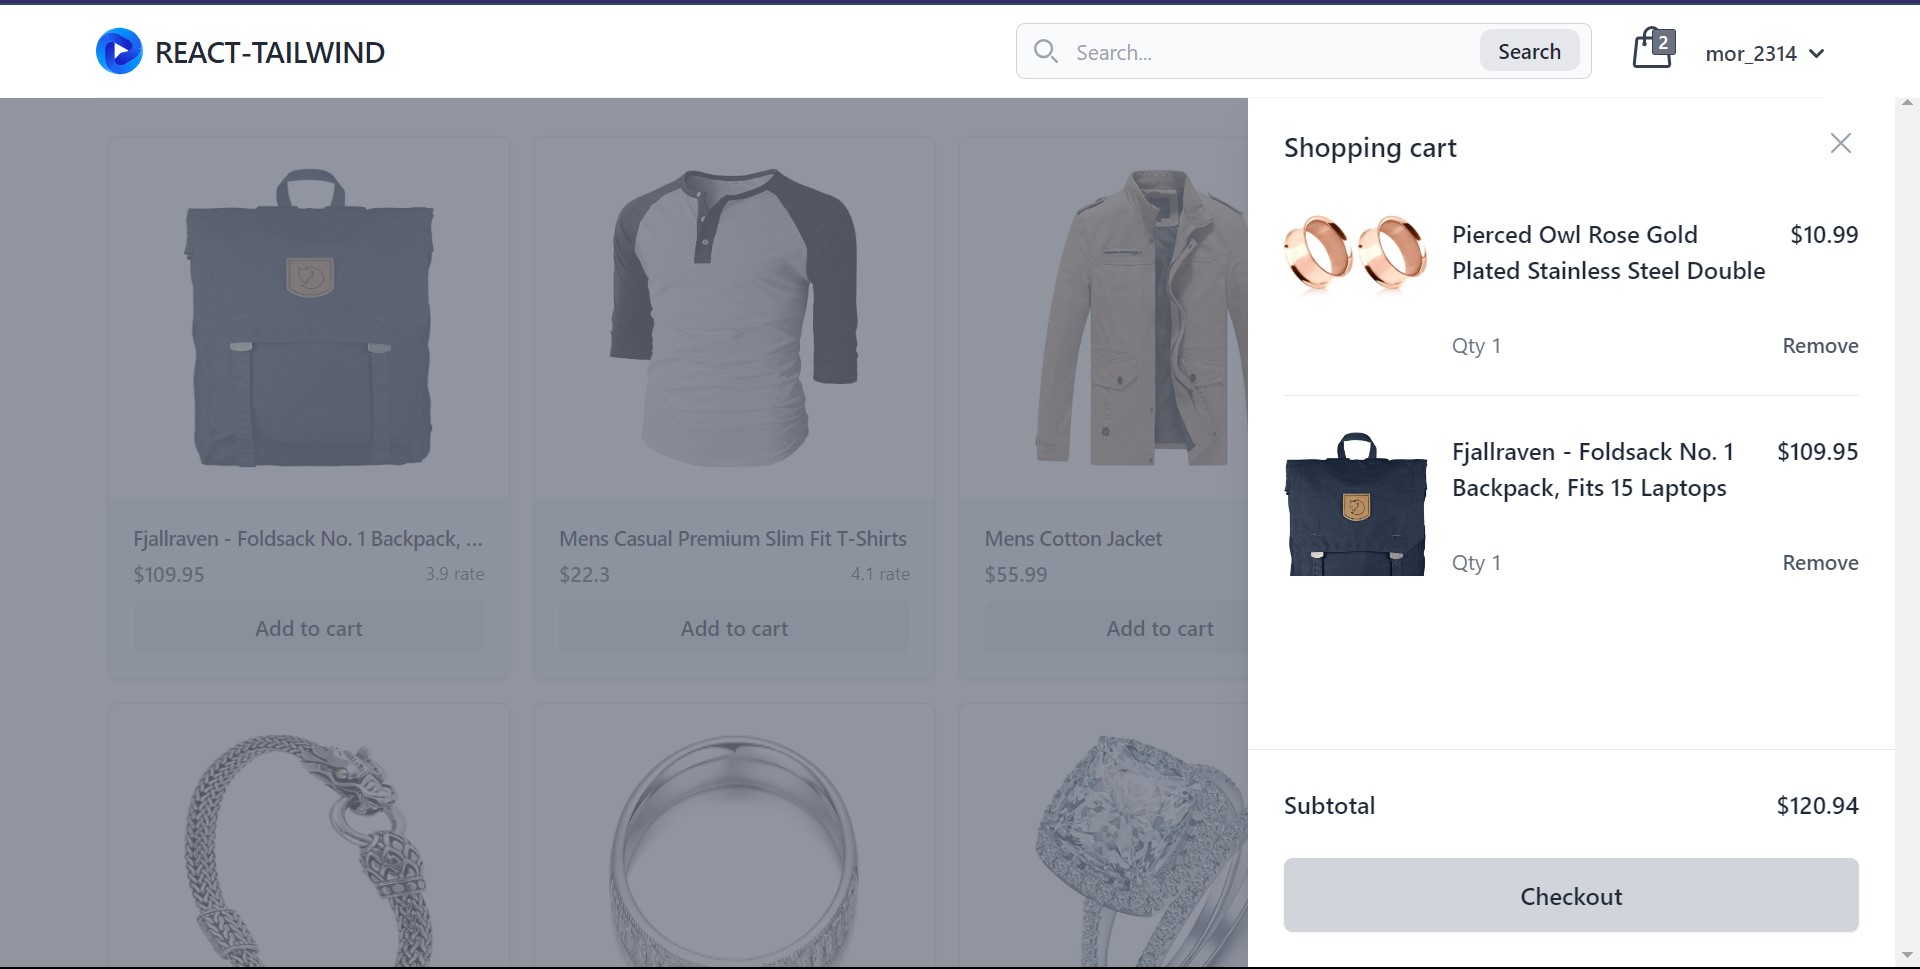 REACT-TAILWIND
Search...
Search
2
mor_2314
Fjallraven - Foldsack No. 1 Backpack, ...
$109.95
3.9 rate
Add to cart
Mens Casual Premium Slim Fit T-Shirts
$22.3
4.1 rate
Add to cart
Mens Cotton Jacket
$55.99
Add to cart
Shopping cart
Pierced Owl Rose Gold
Plated Stainless Steel Double
$10.99
Qty 1
Remove
Fjallraven - Foldsack No. 1
Backpack, Fits 15 Laptops
$109.95
Qty 1
Remove
Subtotal
$120.94
Checkout